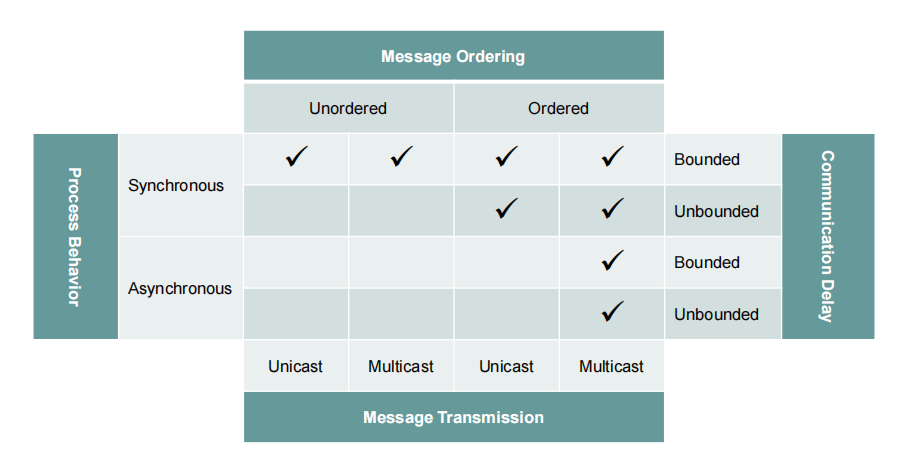 Message Ordering
Unordered Ordered
Process Behavior
Synchronous
✓ ✓ ✓ ✓ Bounded
✓ ✓ Unbounded
Asynchronous
✓ Bounded
✓ Unbounded
Communication Delay
Unicast Multicast Unicast Multicast
Message Transmission